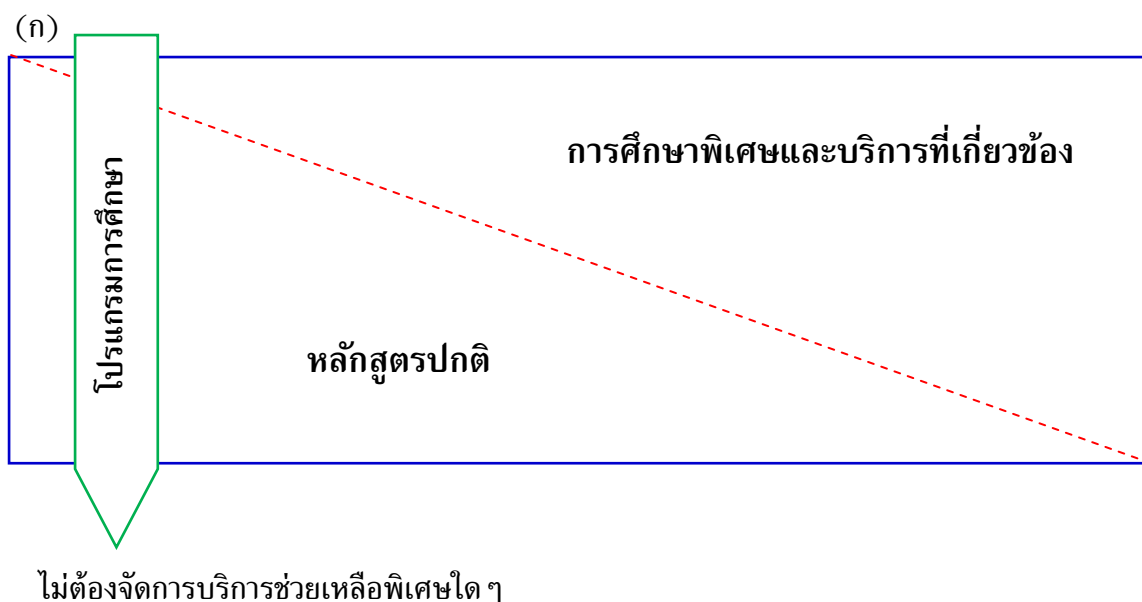 (ก)
การศึกษาพิเศษและบริการที่เกี่ยวข้อง
โปรแกรมการศึกษา
หลักสูตรปกติ
ไม่ต้องจัดการบริการช่วยเหลือพิเศษใด ๆ